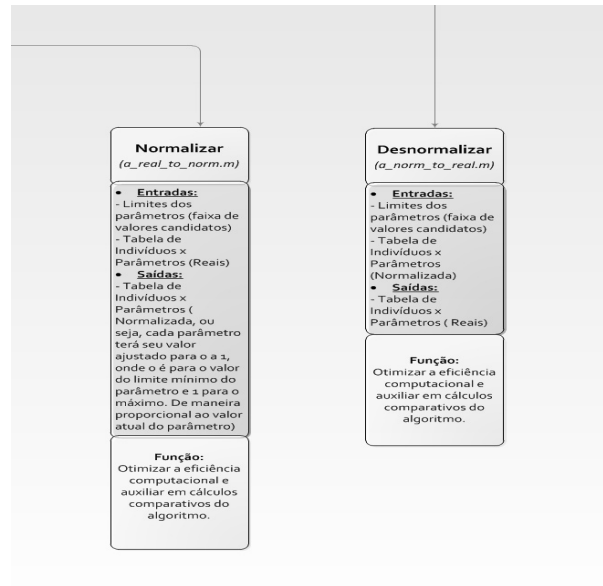 Normalizar
(a_real_to_norm.m)
• Entradas:
- Limites dos
parâmetros (faixa de
valores candidatos)
- Tabela de
Indivíduos x
Parâmetros (Reais)
• Saídas:
- Tabela de
Indivíduos x
Parâmetros (
Normalizada, ou
seja, cada parâmetro
terá seu valor
ajustado para 0 a 1,
onde 0 é para o valor
do limite mínimo do
parâmetro e 1 para o
máximo. De maneira
proporcional ao valor
atual do parâmetro)
Função:
Otimizar a eficiência
computacional e
auxiliar em cálculos
comparativos do
algoritmo.
Desnormalizar
(a_norm_to_real.m)
• Entradas:
- Limites dos
parâmetros (faixa de
valores candidatos)
- Tabela de
Indivíduos x
Parâmetros
(Normalizada)
• Saídas:
- Tabela de
Indivíduos x
Parâmetros ( Reais)
Função:
Otimizar a eficiência
computacional e
auxiliar em cálculos
comparativos do
algoritmo.